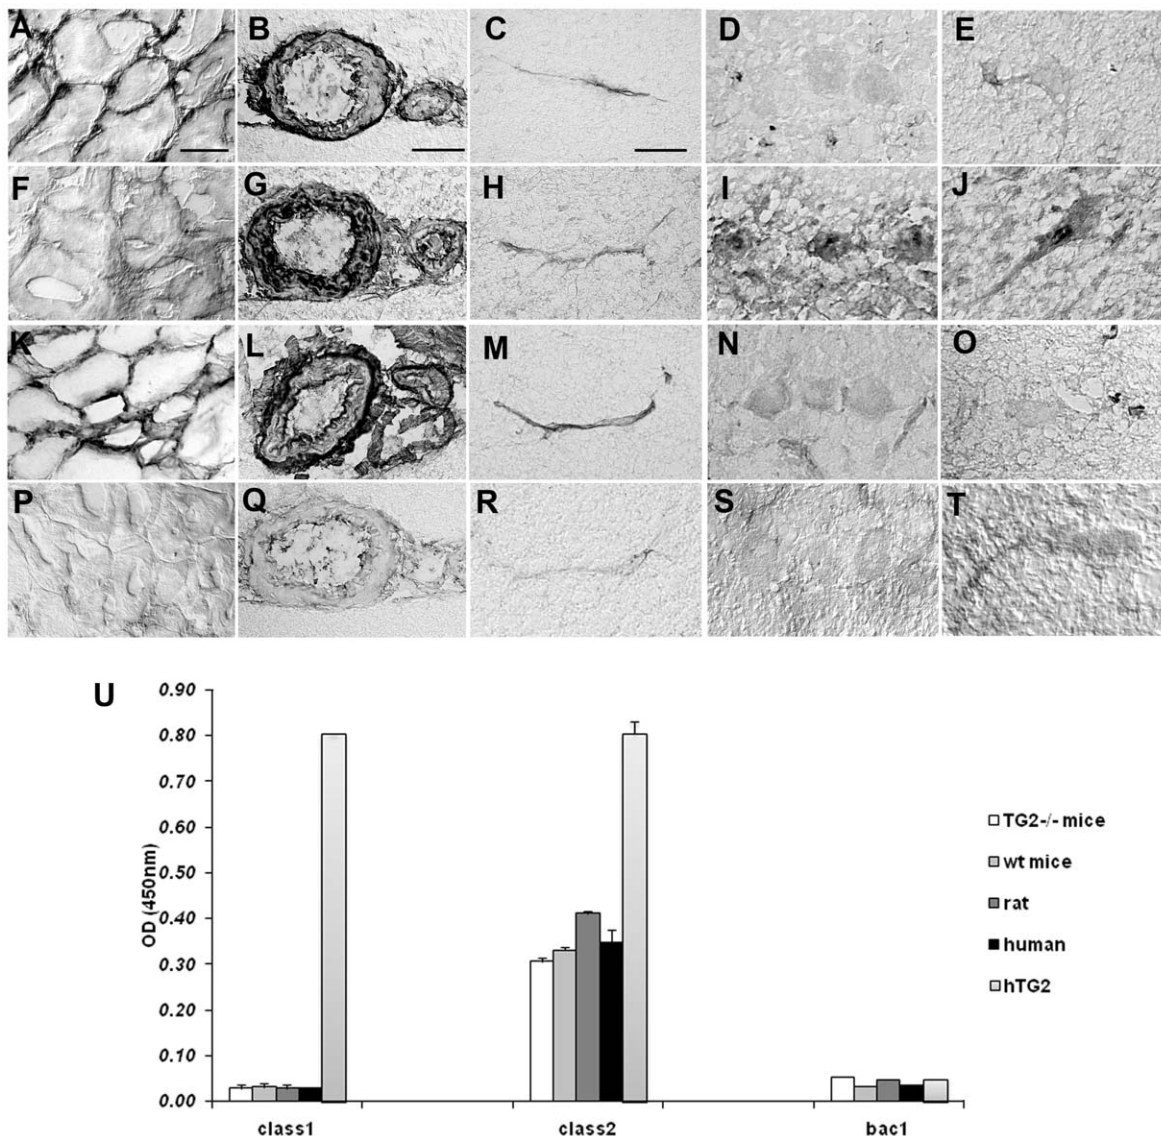 A B C D E
F G H I J
K L M N O
P Q R S T
U
OD (450nm)
0.90
0.80
0.70
0.60
0.50
0.40
0.30
0.20
0.10
0.00
class1 class2 bac1
TG2-/- mice
wt mice
rat
human
hTG2